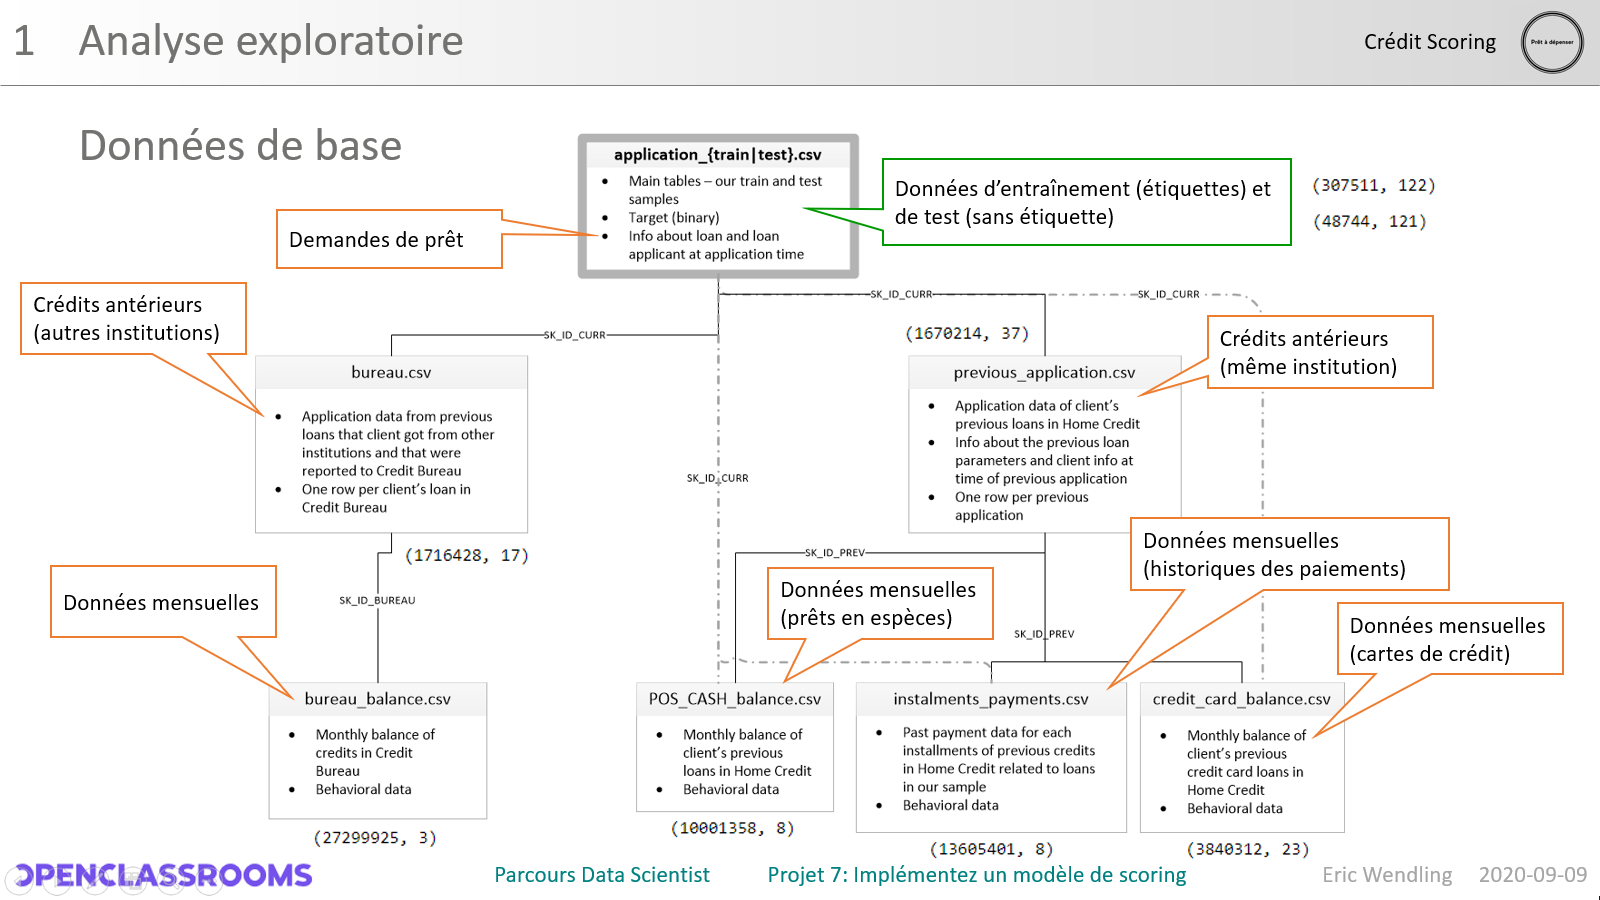 1 Analyse exploratoire
Crédit Scoring
Prêt à dépenser
Données de base
application_{train|test}.csv
• Main tables – our train and test
samples
• Target (binary)
• Info about loan and loan
applicant at application time
Données d’entraînement (étiquettes) et
de test (sans étiquette)
(307511, 122)
(48744, 121)
Demandes de prêt
Crédits antérieurs
(autres institutions)
SK_ID_CURR
SK_ID_CURR
SK_ID_CURR
(1670214, 37)
Crédits antérieurs
(même institution)
bureau.csv
• Application data from previous
loans that client got from other
institutions and that were
reported to Credit Bureau
• One row per client’s loan in
Credit Bureau
(1716428, 17)
SK_ID_CURR
previous_application.csv
• Application data of client’s
previous loans in Home Credit
• Info about the previous loan
parameters and client info at
time of previous application
• One row per previous
application
Données mensuelles
SK_ID_BUREAU
SK_ID_PREV
Données mensuelles
(prêts en espèces)
Données mensuelles
(historiques des paiements)
SK_ID_PREV
Données mensuelles
(cartes de crédit)
bureau_balance.csv
• Monthly balance of
credits in Credit
Bureau
• Behavioral data
(27299925, 3)
POS_CASH_balance.csv
• Monthly balance of
client’s previous
loans in Home Credit
• Behavioral data
(10001358, 8)
instalments_payments.csv
• Past payment data for each
installments of previous credits
in Home Credit related to loans
in our sample
• Behavioral data
(13605401, 8)
credit_card_balance.csv
• Monthly balance of
client’s previous
credit card loans in
Home Credit
• Behavioral data
(3840312, 23)
OPENCLASSROOMS
Parcours Data Scientist
Projet 7: Implémentez un modèle de scoring
Eric Wendling
2020-09-09